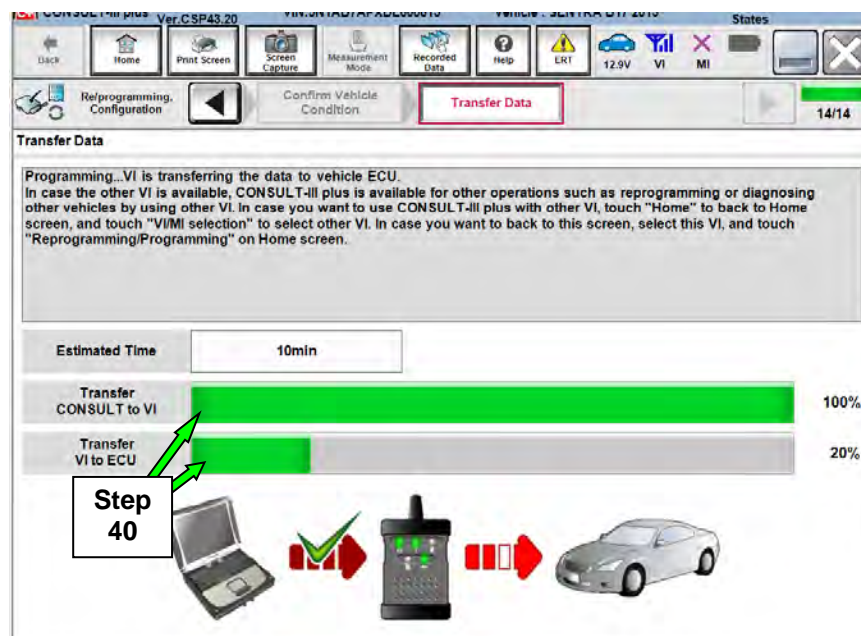 Ver.CSP43.20
States
Back
Home
Print Screen
Screen Capture
Measurement Mode
Recorded Data
Help
ERT
12.9V
VI
MI
Re/programming, Configuration
Confirm Vehicle Condition
Transfer Data
14/14
Transfer Data
Programming...VI is transferring the data to vehicle ECU.
In case the other VI is available, CONSULT-III plus is available for other operations such as reprogramming or diagnosing
other vehicles by using other VI. In case you want to use CONSULT-III plus with other VI, touch "Home" to back to Home
screen, and touch "VI/MI selection" to select other VI. In case you want to back to this screen, select this VI, and touch
"Reprogramming/Programming" on Home screen.
Estimated Time
10min
Transfer
CONSULT to VI
100%
Transfer
VI to ECU
20%
Step
40